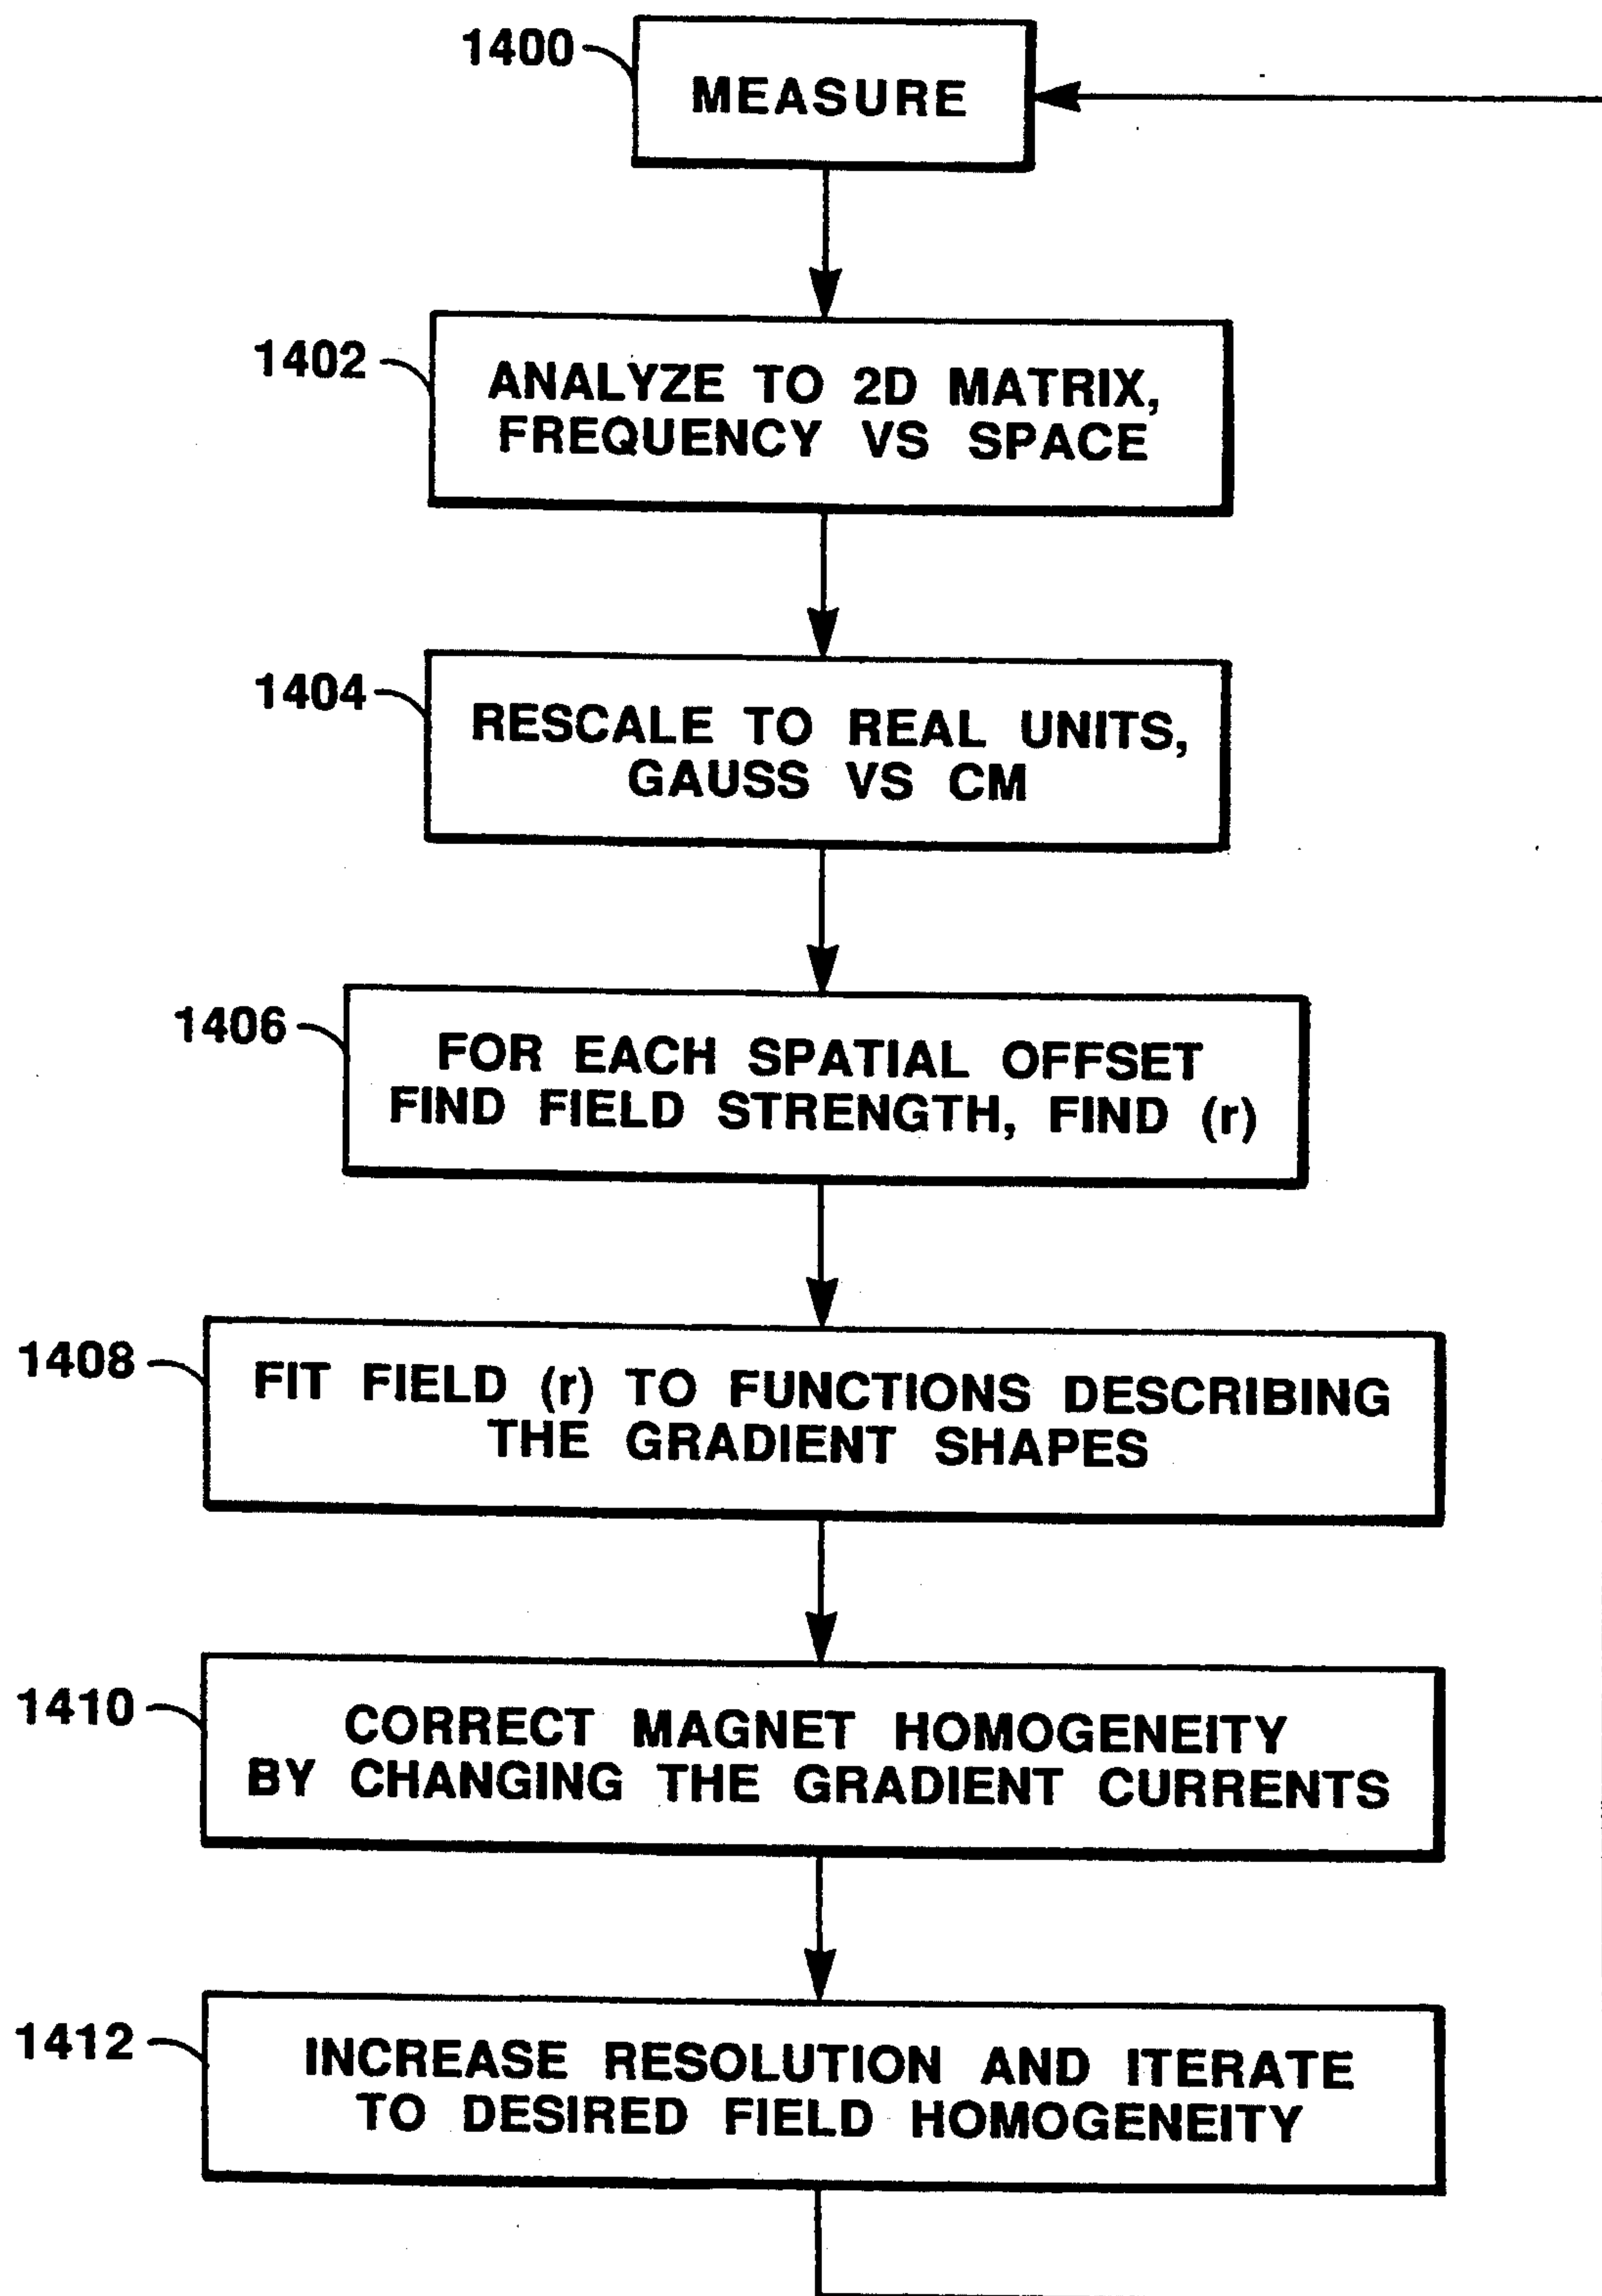 1400
MEASURE
1402
ANALYZE TO 2D MATRIX,
FREQUENCY VS SPACE
1404
RESCALE TO REAL UNITS,
GAUSS VS CM
1406
FOR EACH SPATIAL OFFSET
FIND FIELD STRENGTH, FIND (r)
1408
FIT FIELD (r) TO FUNCTIONS DESCRIBING
THE GRADIENT SHAPES
1410
CORRECT MAGNET HOMOGENEITY
BY CHANGING THE GRADIENT CURRENTS
1412
INCREASE RESOLUTION AND ITERATE
TO DESIRED FIELD HOMOGENEITY